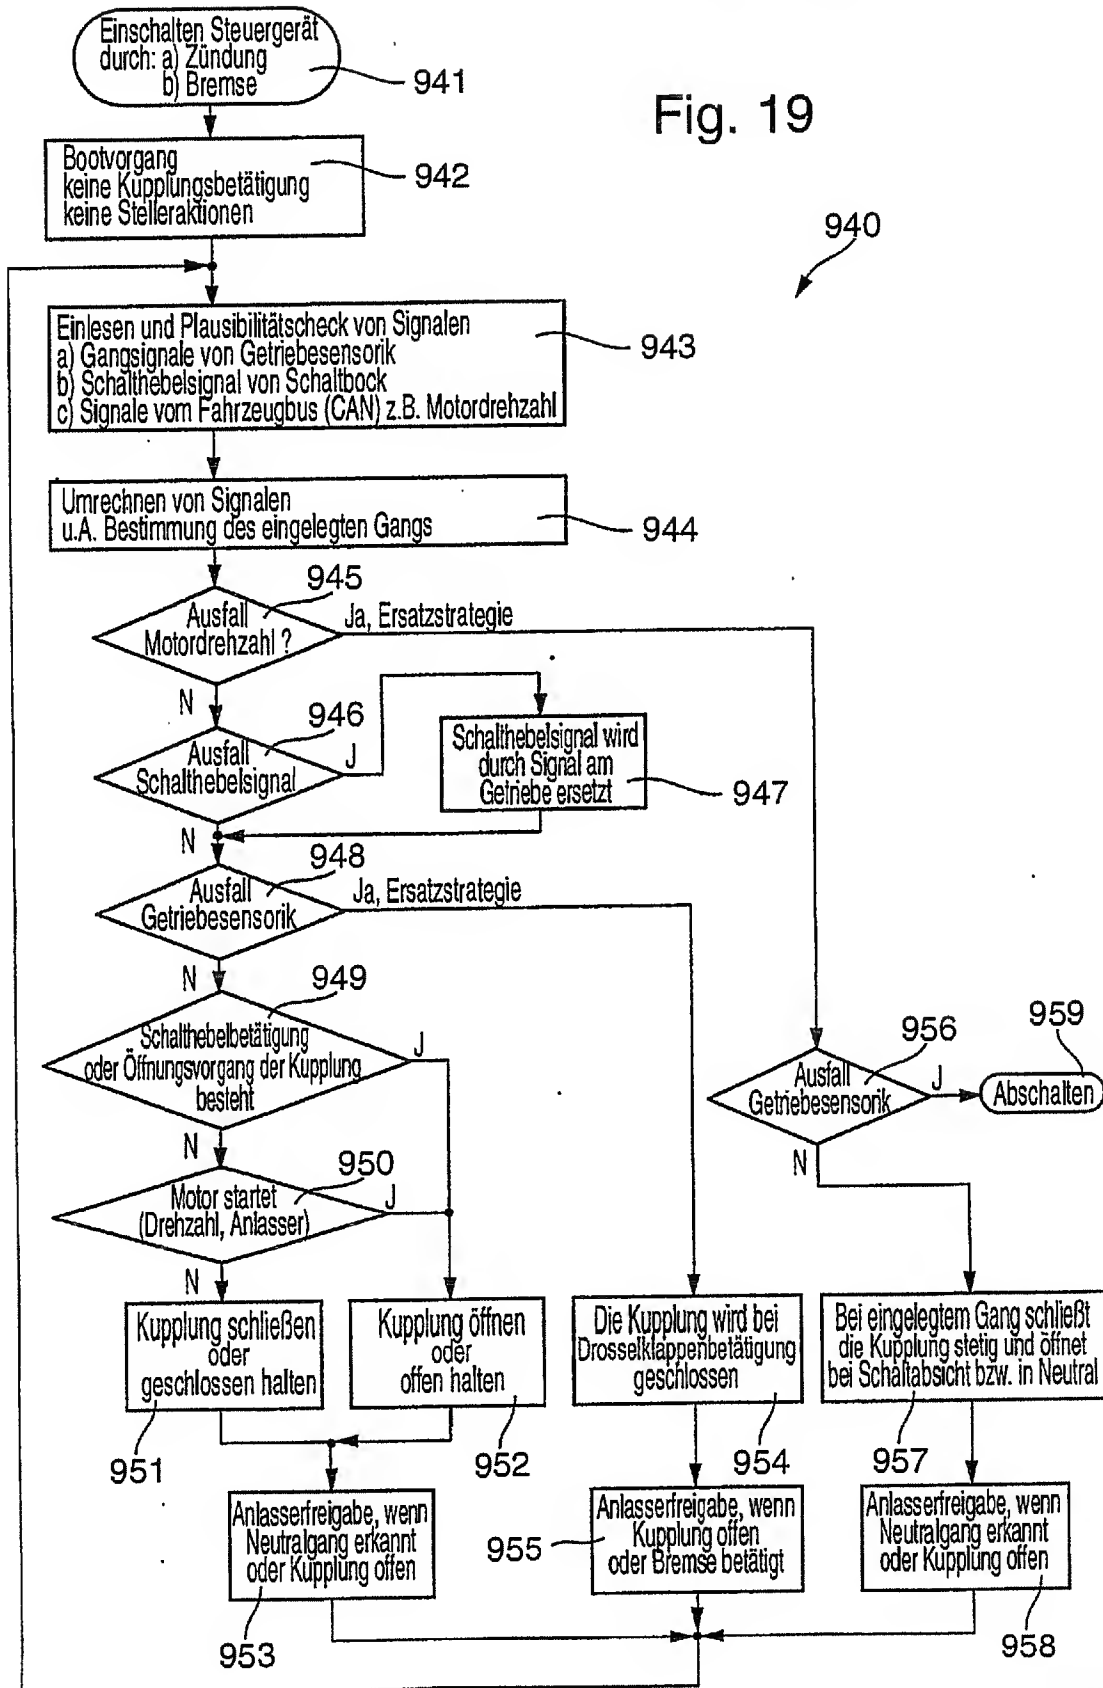 Einschalten Steuergerät
durch: a) Zündung
b) Bremse
941
Fig. 19
Bootvorgang
keine Kupplungsbetätigung
keine Stelleraktionen
942
940
Einlesen und Plausibilitätscheck von Signalen
a) Gangsignale von Getriebesensorik
b) Schalthebelsignal von Schaltbock
c) Signale vom Fahrzeugbus (CAN) z.B. Motordrehzahl
943
Umrechnen von Signalen
u.A. Bestimmung des eingelegten Gangs
944
945
Ausfall
Motordrehzahl ?
Ja, Ersatzstrategie
N
946
Ausfall
Schalthebelsignal
J
Schalthebelsignal wird
durch Signal am
Getriebe ersetzt
947
N
948
Ausfall
Getriebesensorik
Ja, Ersatzstrategie
N
949
Schalthebelbetätigung
oder Öffnungsvorgang der Kupplung
besteht
J
956
Ausfall
Getriebesensorik
J
959
Abschalten
N
N
950
Motor startet
(Drehzahl, Anlasser)
J
N
Kupplung schließen
oder
geschlossen halten
951
Kupplung öffnen
oder
offen halten
952
Die Kupplung wird bei
Drosselklappenbetätigung
geschlossen
954
Bei eingelegtem Gang schließt
die Kupplung stetig und öffnet
bei Schaltabsicht bzw. in Neutral
957
Anlasserfreigabe, wenn
Neutralgang erkannt
oder Kupplung offen
953
Anlasserfreigabe, wenn
Kupplung offen
oder Bremse betätigt
955
Anlasserfreigabe, wenn
Neutralgang erkannt
oder Kupplung offen
958